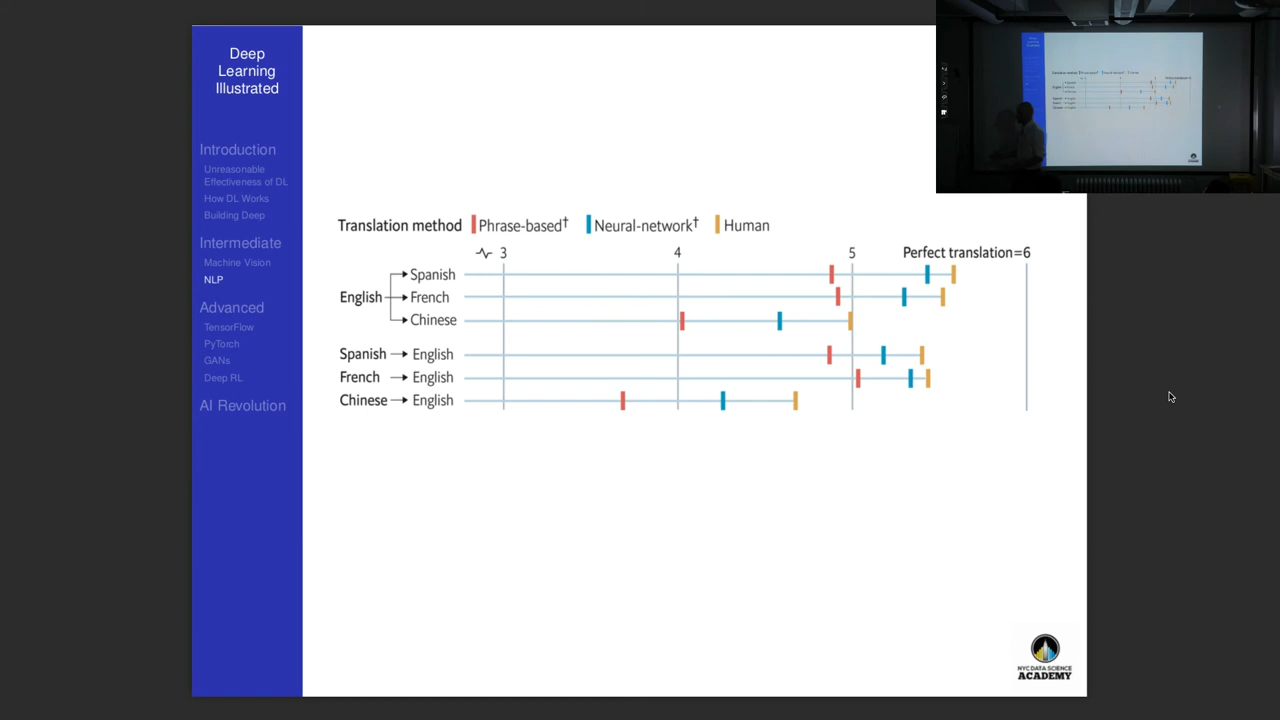 Deep
Learning
Illustrated
Introduction
Unreasonable
Effectiveness of DL
How DL Works
Building Deep
Intermediate
Machine Vision
NLP
Advanced
TensorFlow
PyTorch
GANs
Deep RL
AI Revolution
Translation method Phrase-based† Neural-network† Human
3 4 5 Perfect translation=6
Spanish
English French
Chinese
Spanish → English
French → English
Chinese → English
NYC DATA SCIENCE
ACADEMY